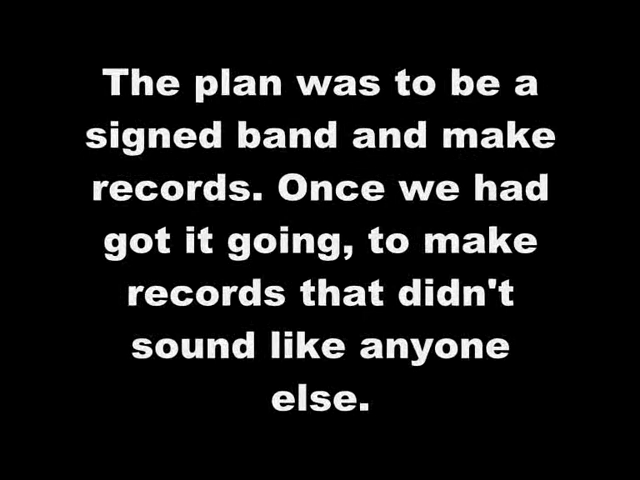 The plan was to be a
signed band and make
records. Once we had
got it going, to make
records that didn't
sound like anyone
else.